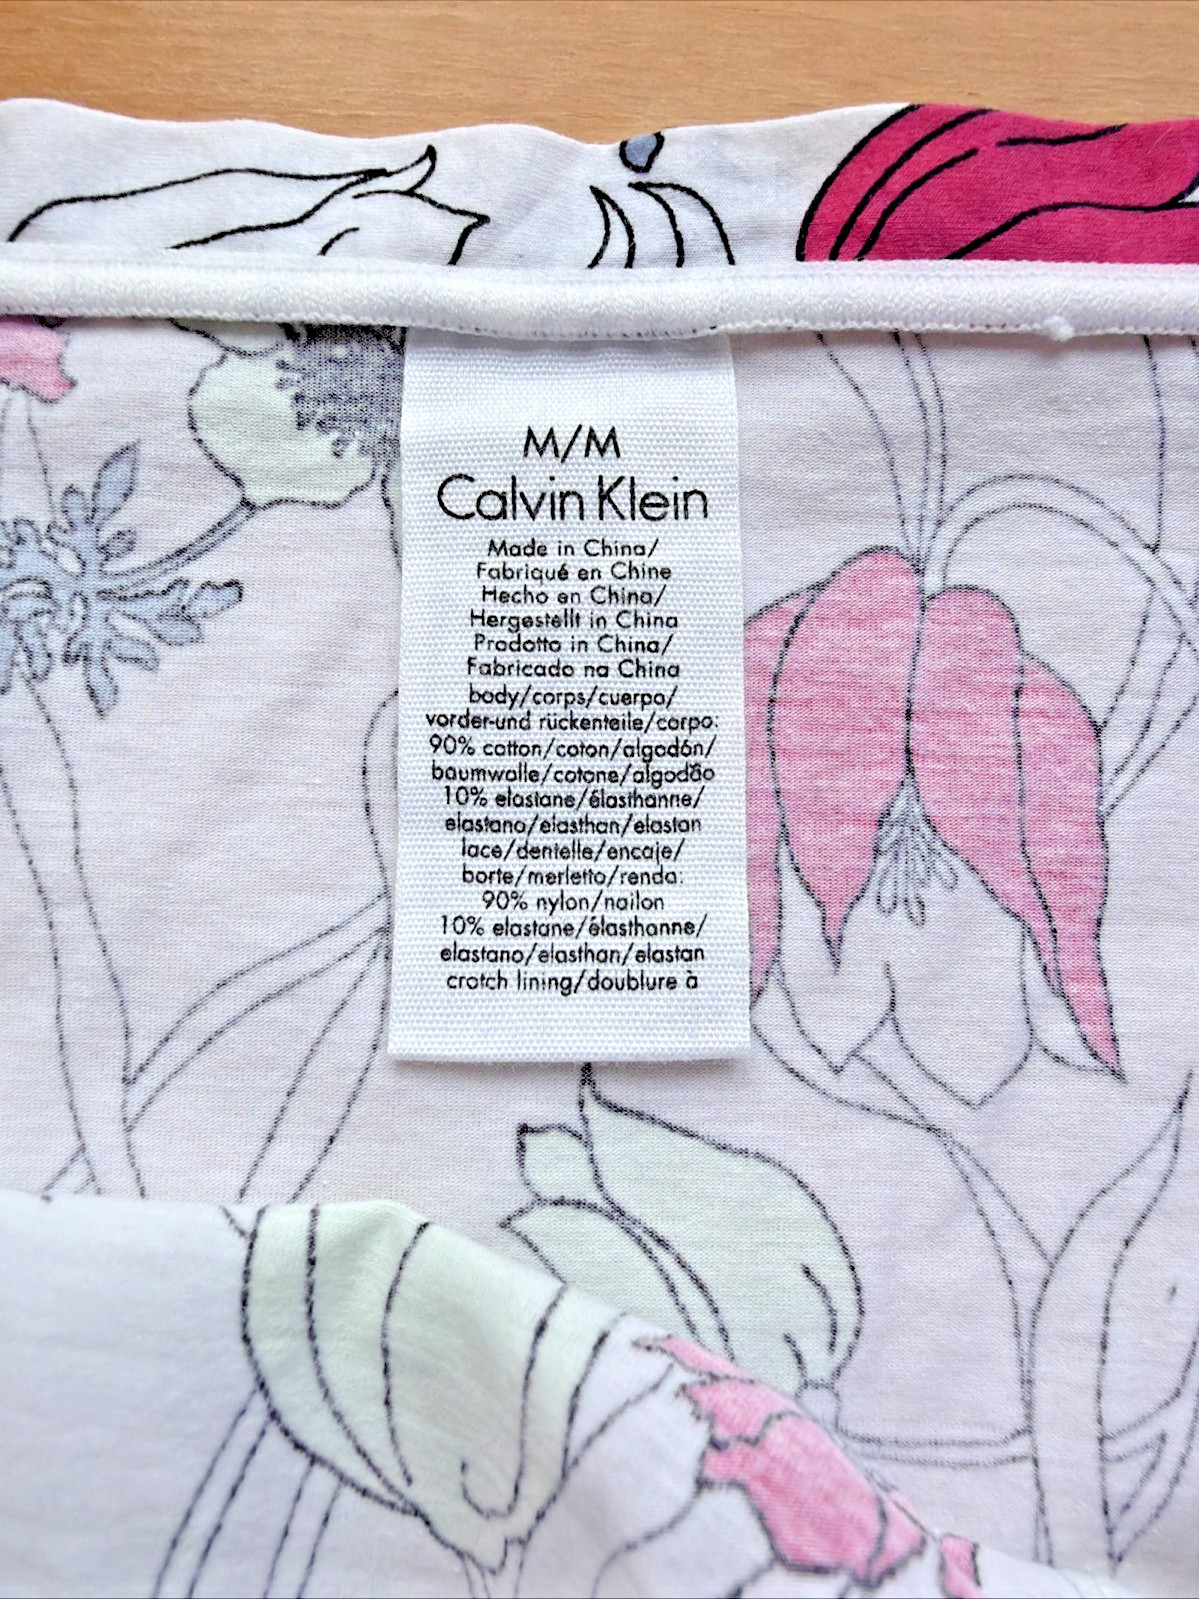 M/M
Calvin Klein
Made in China/
Fabriqué en Chine
Hecho en China/
Hergestellt in China
Prodotto in China/
Fabricado na China
body/corps/cuerpo/
vorder-und rückenteile/corpo:
90% cotton/coton/algodón/
baumwolle/cotone/algodão
10% elastane/élasthanne/
elastano/elasthan/elastan
lace/dentelle/encaje/
borte/merletto/renda:
90% nylon/nailon
10% elastane/élasthanne/
elastano/elasthan/elastan
crotch lining/doublure à